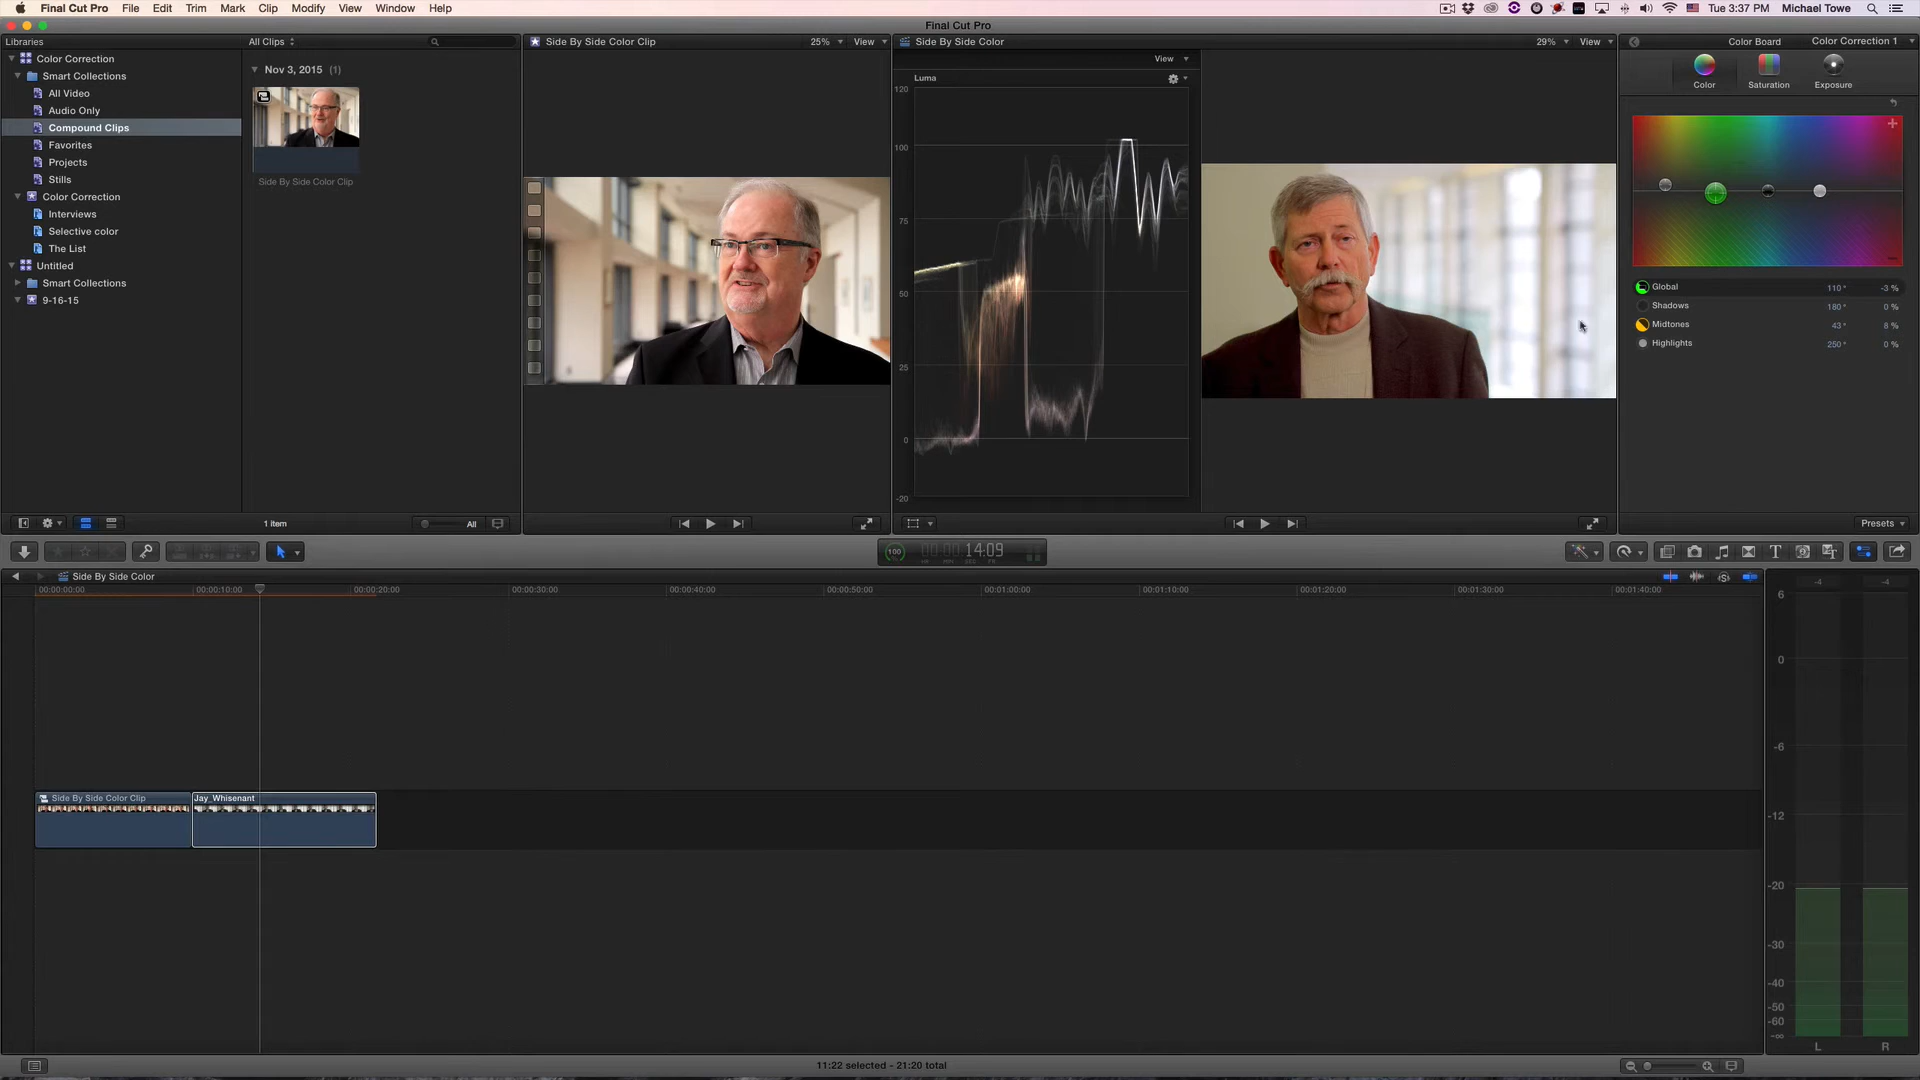 Final Cut Pro File Edit Trim Mark Clip Modify View Window Help Tue 3:37 PM Michael Towe
Final Cut Pro
Libraries All Clips Side By Side Color Clip 25% View Side By Side Color 29% View Color Board Color Correction 1
Color Correction
Smart Collections
All Video
Audio Only
Compound Clips
Favorites
Projects
Stills
Color Correction
Interviews
Selective color
The List
Untitled
Smart Collections
9-16-15
Nov 3, 2015 (1)
Side By Side Color Clip
View
Luma
120
100
75
50
25
0
-20
Color Saturation Exposure
Global 110° -3 %
Shadows 180° 0 %
Midtones 43° 8 %
Highlights 250° 0 %
1 item All
Presets
100 14:09
HR MIN SEC FR
Side By Side Color
00:00:00:00 00:00:10:00 00:00:20:00 00:00:30:00 00:00:40:00 00:00:50:00 00:01:00:00 00:01:10:00 00:01:20:00 00:01:30:00 00:01:40:00
Side By Side Color Clip Jay_Whisenant
-4 -4
6
0
-6
-12
-20
-30
-40
-50
-60
-∞
L R
11:22 selected - 21:20 total